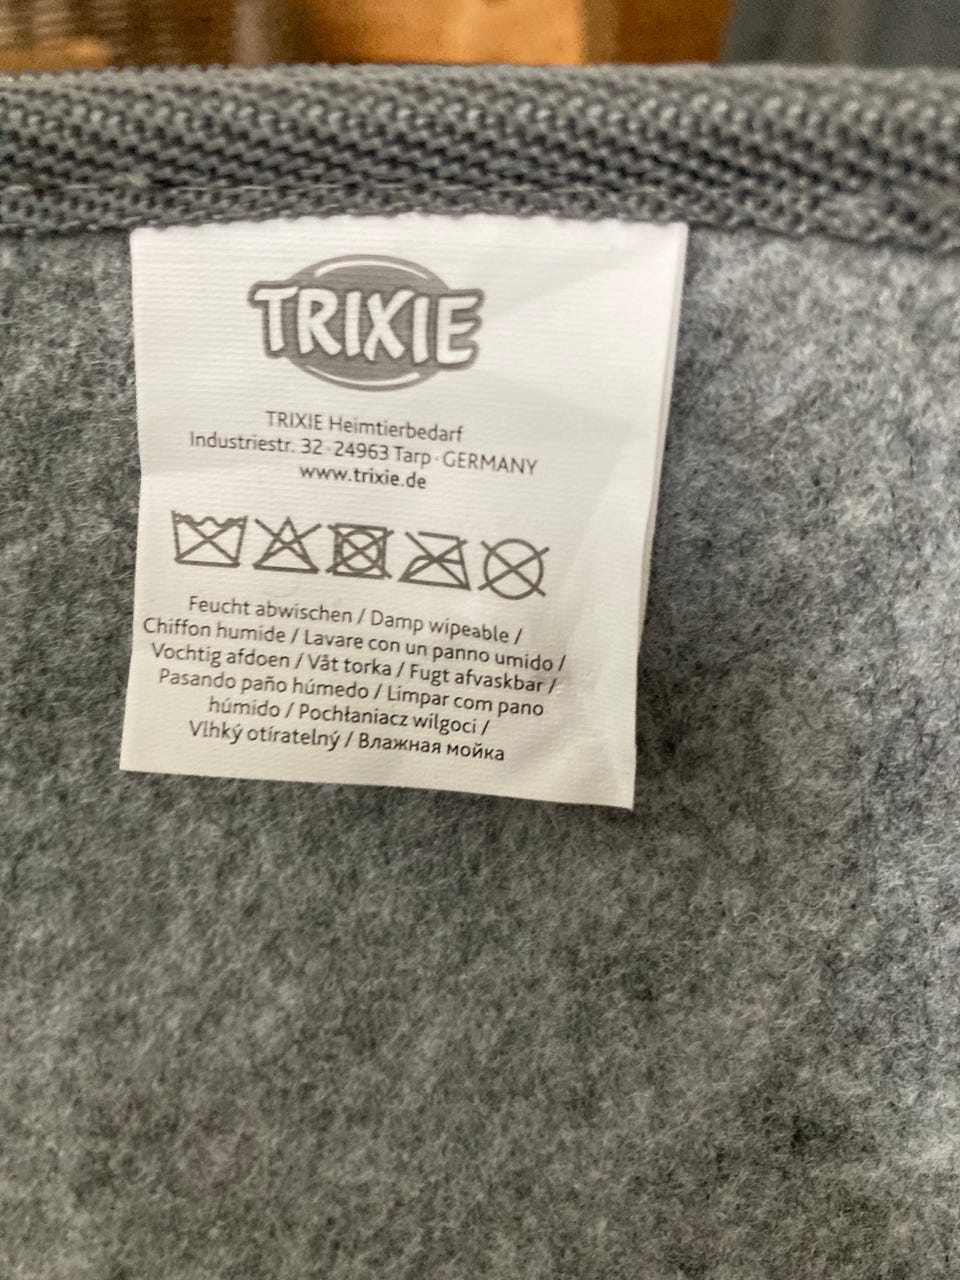 TRIXIE
TRIXIE Heimtierbedarf
Industriestr. 32 · 24963 Tarp · GERMANY
www.trixie.de
Feucht abwischen / Damp wipeable /
Chiffon humide / Lavare con un panno umido /
Vochtig afdoen / Våt torka / Fugt afvaskbar /
Pasando paño húmedo / Limpar com pano
húmido / Pochłaniacz wilgoci /
Vlhký otíratelný / Влажная мойка